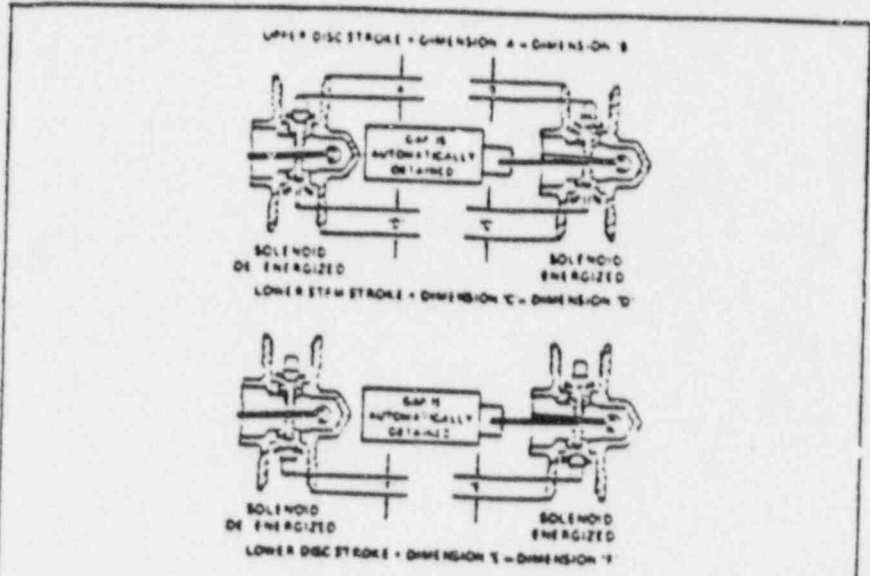 UPPER DISC STROKE = DIMENSION 'A' - DIMENSION 'B'
GAP IS
AUTOMATICALLY
OBTAINED
SOLENOID
DE ENERGIZED
SOLENOID
ENERGIZED
LOWER STEM STROKE = DIMENSION 'C' - DIMENSION 'D'
GAP IS
AUTOMATICALLY
OBTAINED
SOLENOID
DE ENERGIZED
SOLENOID
ENERGIZED
LOWER DISC STROKE = DIMENSION 'E' - DIMENSION 'F'